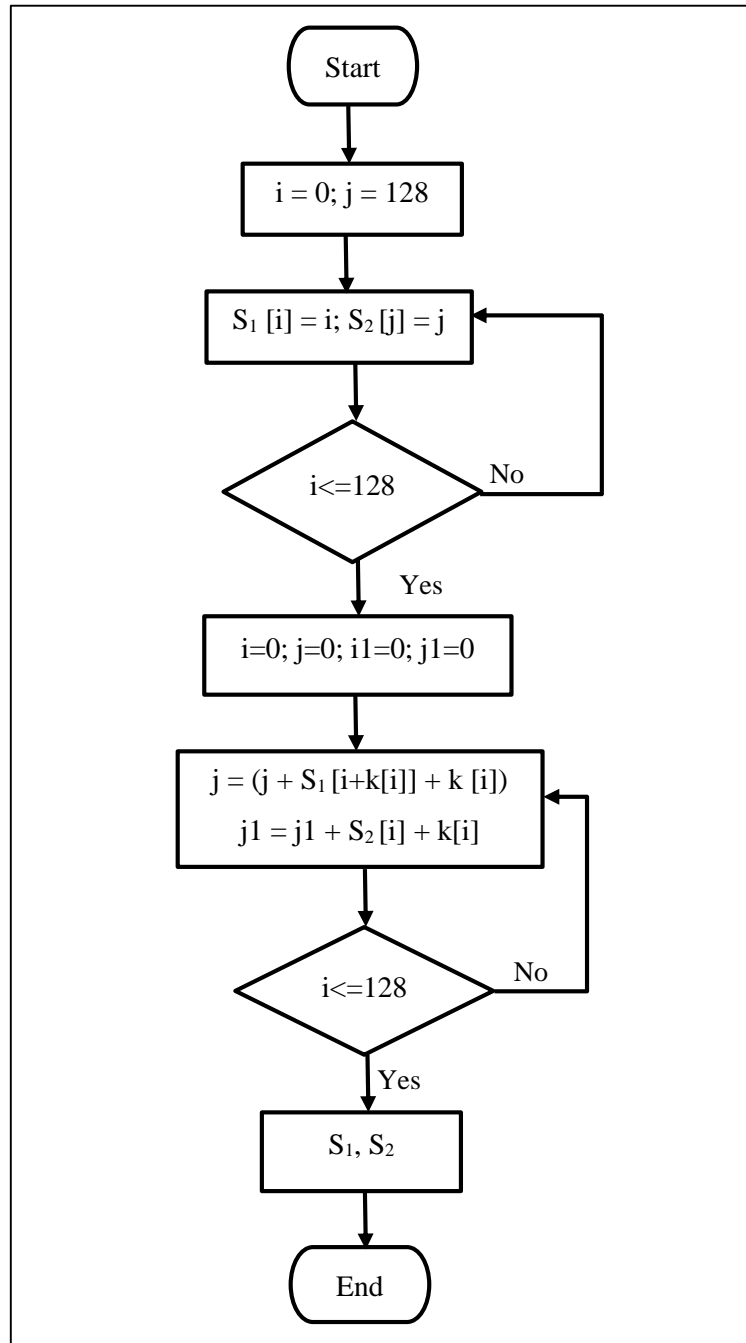 Start
i = 0; j = 128
S₁ [i] = i; S₂ [j] = j
i<=128
No
Yes
i=0; j=0; i1=0; j1=0
j = (j + S₁ [i+k[i]] + k [i])
j1 = j1 + S₂ [i] + k[i]
i<=128
No
Yes
S₁, S₂
End